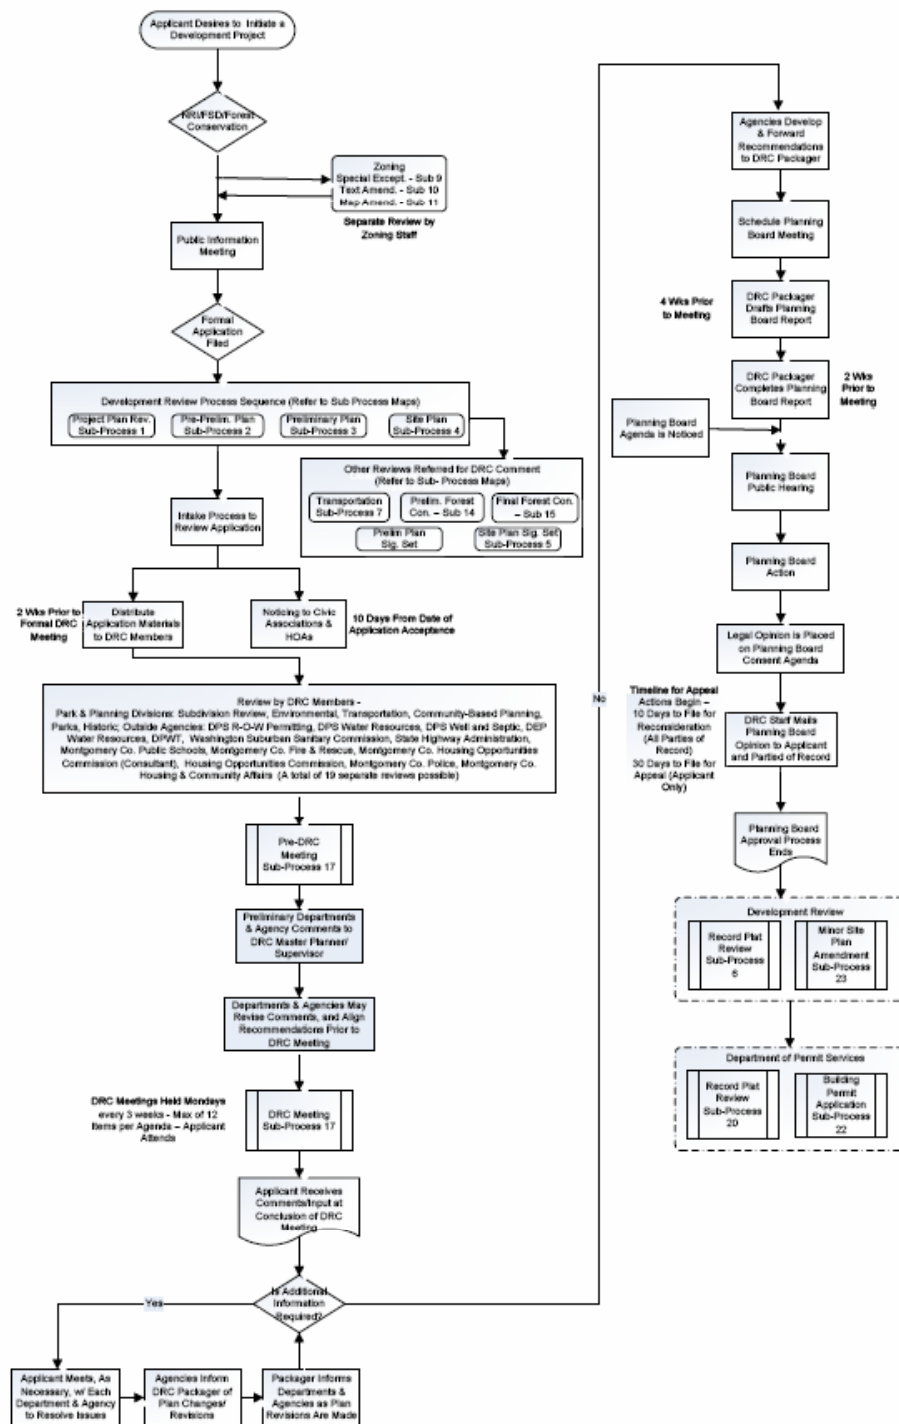 Applicant Desires to Initiate a
Development Project
NRI/FSD/Forest
Conservation
Zoning
Special Except. - Sub 9
Text Amend. - Sub 10
Map Amend. - Sub 11
Separate Review by
Zoning Staff
Public Information
Meeting
Formal
Application
Filed
Development Review Process Sequence (Refer to Sub Process Maps)
Project Plan Rev.
Sub-Process 1
Pre-Prelim. Plan
Sub-Process 2
Preliminary Plan
Sub-Process 3
Site Plan
Sub-Process 4
Other Reviews Referred for DRC Comment
(Refer to Sub- Process Maps)
Transportation
Sub-Process 7
Prelim. Forest
Con. – Sub 14
Final Forest Con.
– Sub 15
Prelim Plan
Sig. Set
Site Plan Sig. Set
Sub-Process 5
Intake Process to
Review Application
2 Wks Prior to
Formal DRC
Meeting
Distribute
Application Materials
to DRC Members
Noticing to Civic
Associations &
HOAs
10 Days From Date of
Application Acceptance
Review by DRC Members -
Park & Planning Divisions: Subdivision Review, Environmental, Transportation, Community-Based Planning,
Parks, Historic; Outside Agencies: DPS R-O-W Permitting, DPS Water Resources, DPS Well and Septic, DEP
Water Resources, DPWT, Washington Suburban Sanitary Commission, State Highway Administration,
Montgomery Co. Public Schools, Montgomery Co. Fire & Rescue, Montgomery Co. Housing Opportunities
Commission (Consultant), Housing Opportunities Commission, Montgomery Co. Police, Montgomery Co.
Housing & Community Affairs (A total of 19 separate reviews possible)
Pre-DRC
Meeting
Sub-Process 17
Preliminary Departments
& Agency Comments to
DRC Master Planner/
Supervisor
Departments & Agencies May
Revise Comments, and Align
Recommendations Prior to
DRC Meeting
DRC Meetings Held Mondays
every 3 weeks - Max of 12
Items per Agenda – Applicant
Attends
DRC Meeting
Sub-Process 17
Applicant Receives
Comments/Input at
Conclusion of DRC
Meeting
Is Additional
Information
Required?
Yes
No
Applicant Meets, As
Necessary, w/ Each
Department & Agency
to Resolve Issues
Agencies Inform
DRC Packager of
Plan Changes/
Revisions
Packager Informs
Departments &
Agencies as Plan
Revisions Are Made
Agencies Develop
& Forward
Recommendations
to DRC Packager
Schedule Planning
Board Meeting
4 Wks Prior
to Meeting
DRC Packager
Drafts Planning
Board Report
DRC Packager
Completes Planning
Board Report
2 Wks
Prior to
Meeting
Planning Board
Agenda is Noticed
Planning Board
Public Hearing
Planning Board
Action
Legal Opinion is Placed
on Planning Board
Consent Agenda
Timeline for Appeal
Actions Begin –
10 Days to File for
Reconsideration
(All Parties of
Record)
30 Days to File for
Appeal (Applicant
Only)
DRC Staff Mails
Planning Board
Opinion to Applicant
and Partied of Record
Planning Board
Approval Process
Ends
Development Review
Record Plat
Review
Sub-Process
6
Minor Site
Plan
Amendment
Sub-Process
23
Department of Permit Services
Record Plat
Review
Sub-Process
20
Building
Permit
Application
Sub-Process
22